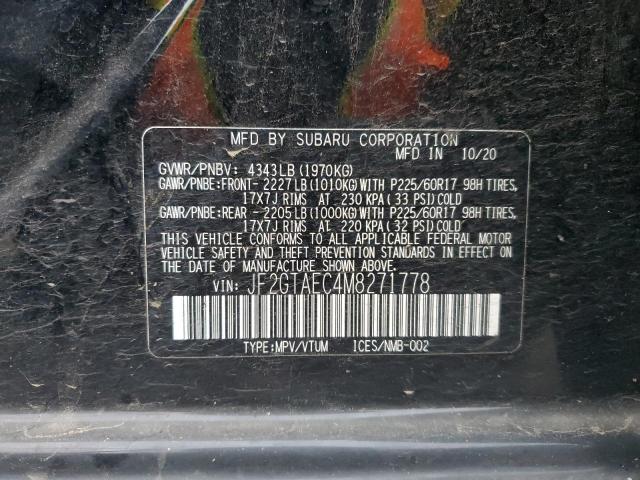 MFD BY SUBARU CORPORATION
MFD IN 10/20
GVWR/PNBV: 4343LB(1970KG)
GAWR/PNBE:FRONT- 2227LB(1010KG)WITH P225/60R17 98H TIRES,
17X7J RIMS AT 230 KPA(33 PSI)COLD
GAWR/PNBE:REAR - 2205LB(1000KG)WITH P225/60R17 98H TIRES,
17X7J RIMS AT 220 KPA(32 PSI)COLD
THIS VEHICLE CONFORMS TO ALL APPLICABLE FEDERAL MOTOR
VEHICLE SAFETY AND THEFT PREVENTION
STANDARDS IN EFFECT ON THE DATE OF MANUFACTURE SHOWN ABOVE.
VIN: JF2GTAEC4M8271778
TYPE:MPV/VTUM ICES/NMB-002